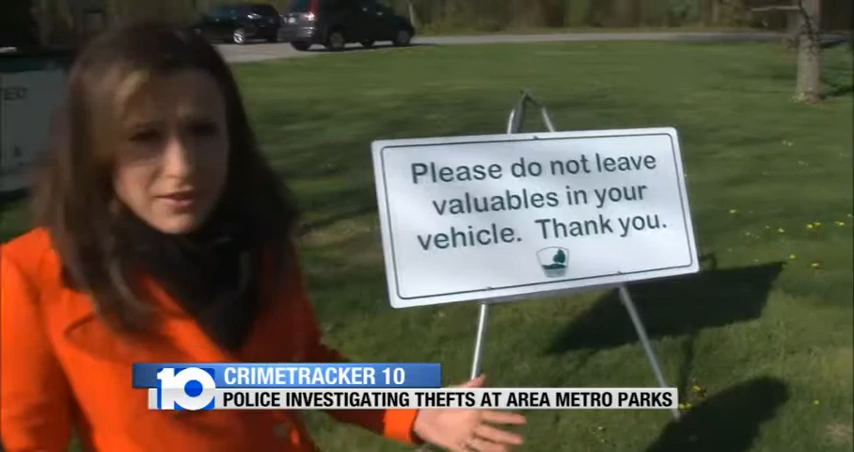 Please do not leave
valuables in your
vehicle. Thank you.
10
CRIMETRACKER 10
POLICE INVESTIGATING THEFTS AT AREA METRO PARKS